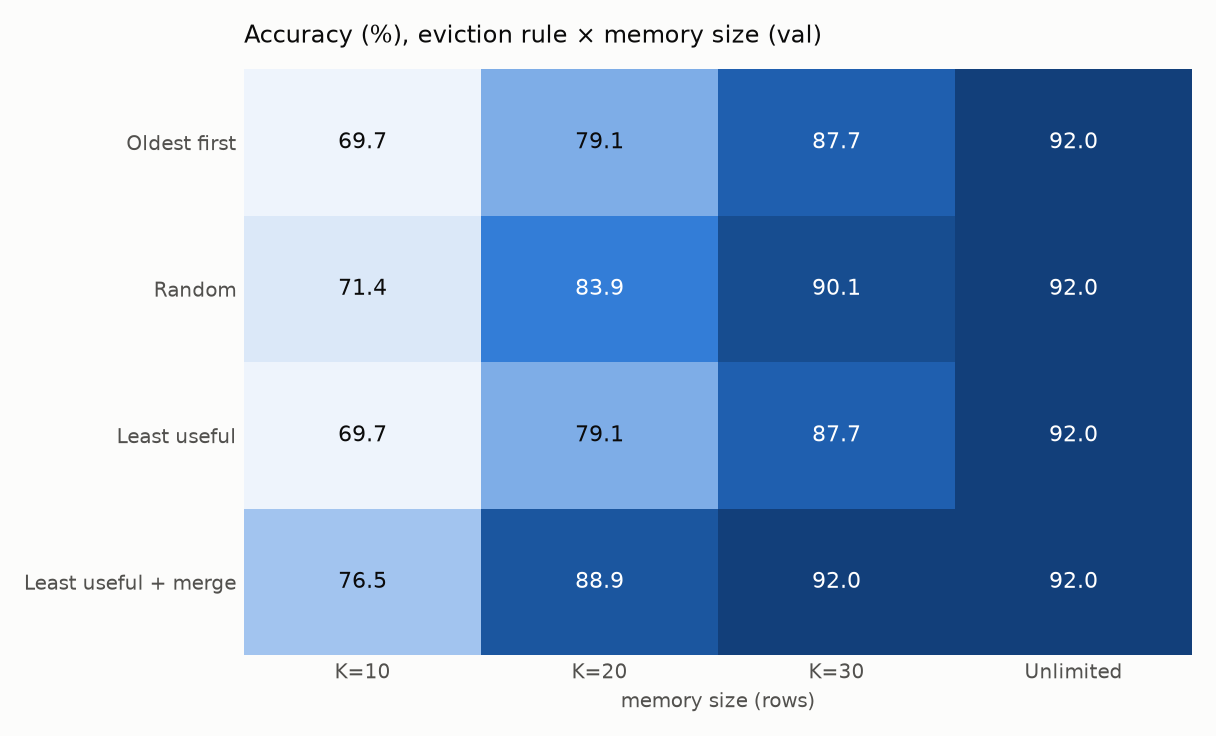 Accuracy (%), eviction rule × memory size (val)
Oldest first 69.7 79.1 87.7 92.0
Random 71.4 83.9 90.1 92.0
Least useful 69.7 79.1 87.7 92.0
Least useful + merge 76.5 88.9 92.0 92.0
K=10 K=20 K=30 Unlimited
memory size (rows)